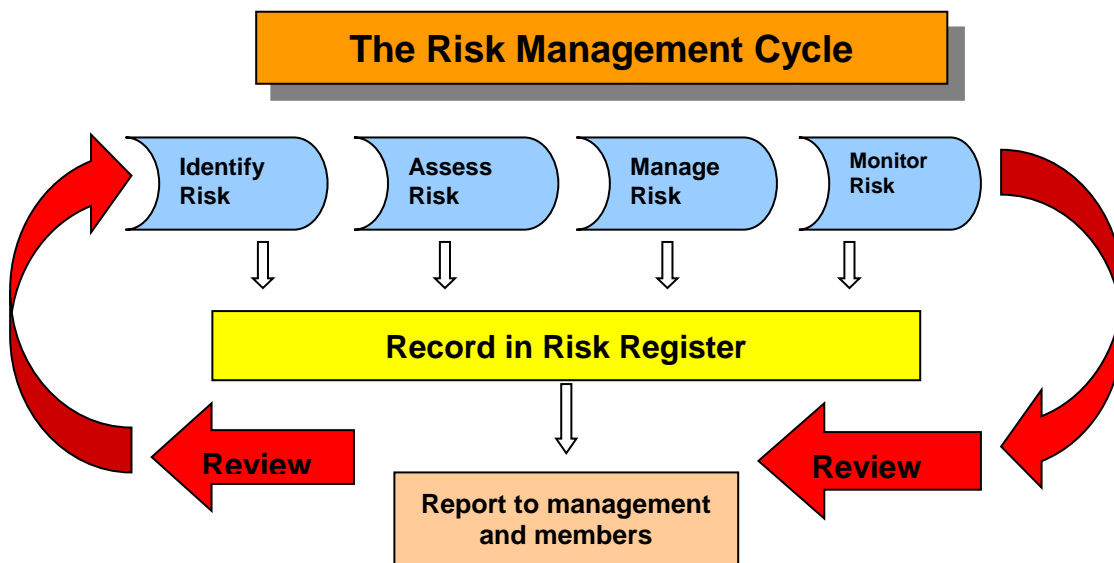 The Risk Management Cycle
Identify
Risk
Assess
Risk
Manage
Risk
Monitor
Risk
Record in Risk Register
Review
Review
Report to management
and members